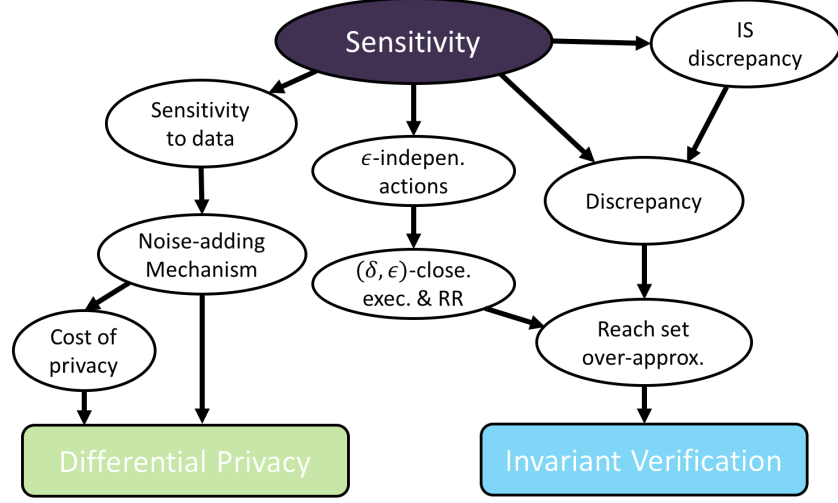 Sensitivity
IS
discrepancy
Sensitivity
to data
ϵ-indepen.
actions
Discrepancy
Noise-adding
Mechanism
(δ, ϵ)-close.
exec. & RR
Cost of
privacy
Reach set
over-approx.
Differential Privacy
Invariant Verification